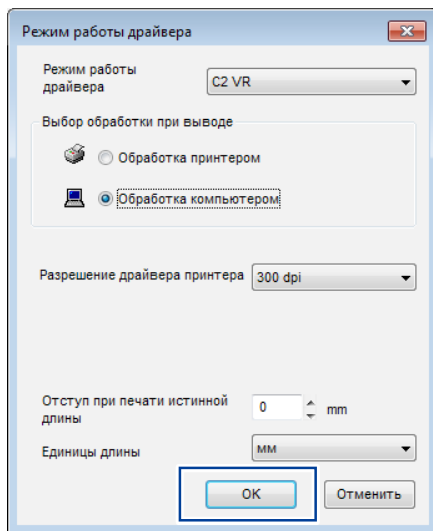 Режим работы драйвера
Режим работы
драйвера
C2 VR
Выбор обработки при выводе
Обработка принтером
Обработка компьютером
Разрешение драйвера принтера
300 dpi
Отступ при печати истинной
длины
0
mm
Единицы длины
мм
OK
Отменить